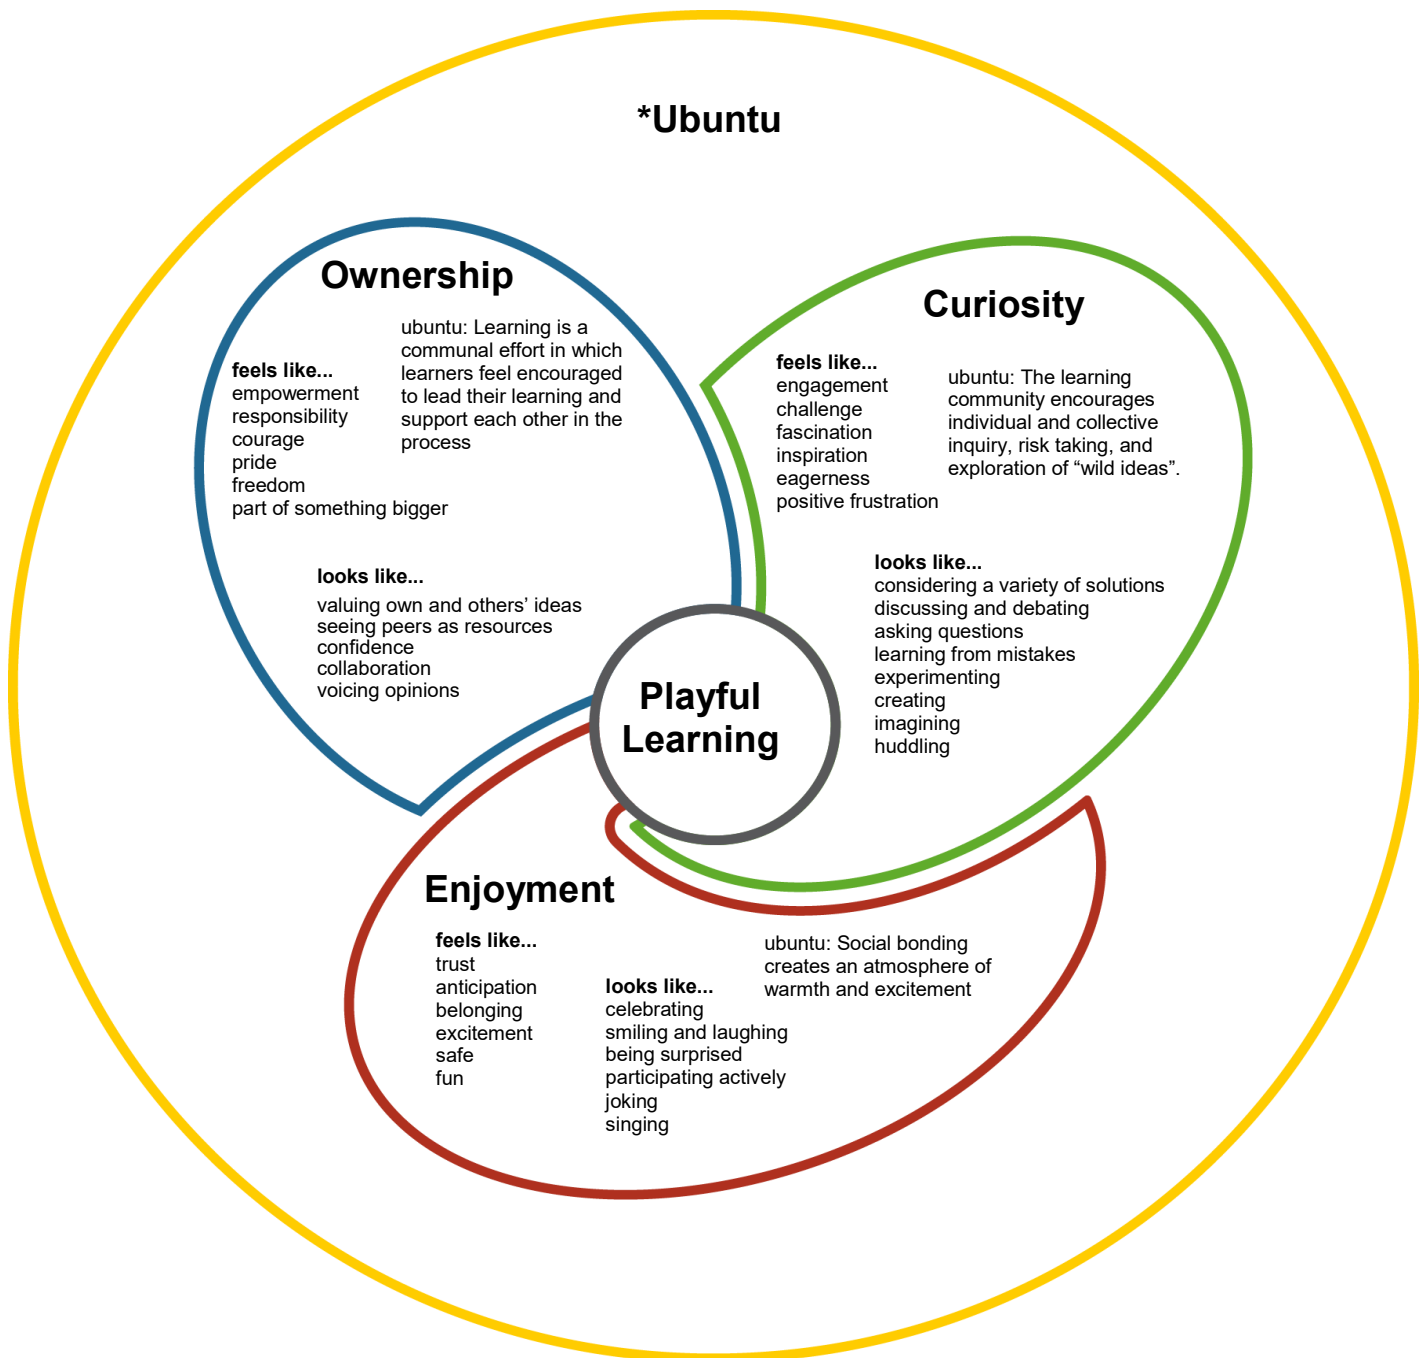 *Ubuntu
Ownership
ubuntu: Learning is a
communal effort in which
learners feel encouraged
to lead their learning and
support each other in the
process
feels like...
empowerment
responsibility
courage
pride
freedom
part of something bigger
looks like...
valuing own and others’ ideas
seeing peers as resources
confidence
collaboration
voicing opinions
Curiosity
feels like...
engagement
challenge
fascination
inspiration
eagerness
positive frustration
ubuntu: The learning
community encourages
individual and collective
inquiry, risk taking, and
exploration of “wild ideas”.
looks like...
considering a variety of solutions
discussing and debating
asking questions
learning from mistakes
experimenting
creating
imagining
huddling
Playful
Learning
Enjoyment
feels like...
trust
anticipation
belonging
excitement
safe
fun
looks like...
celebrating
smiling and laughing
being surprised
participating actively
joking
singing
ubuntu: Social bonding
creates an atmosphere of
warmth and excitement